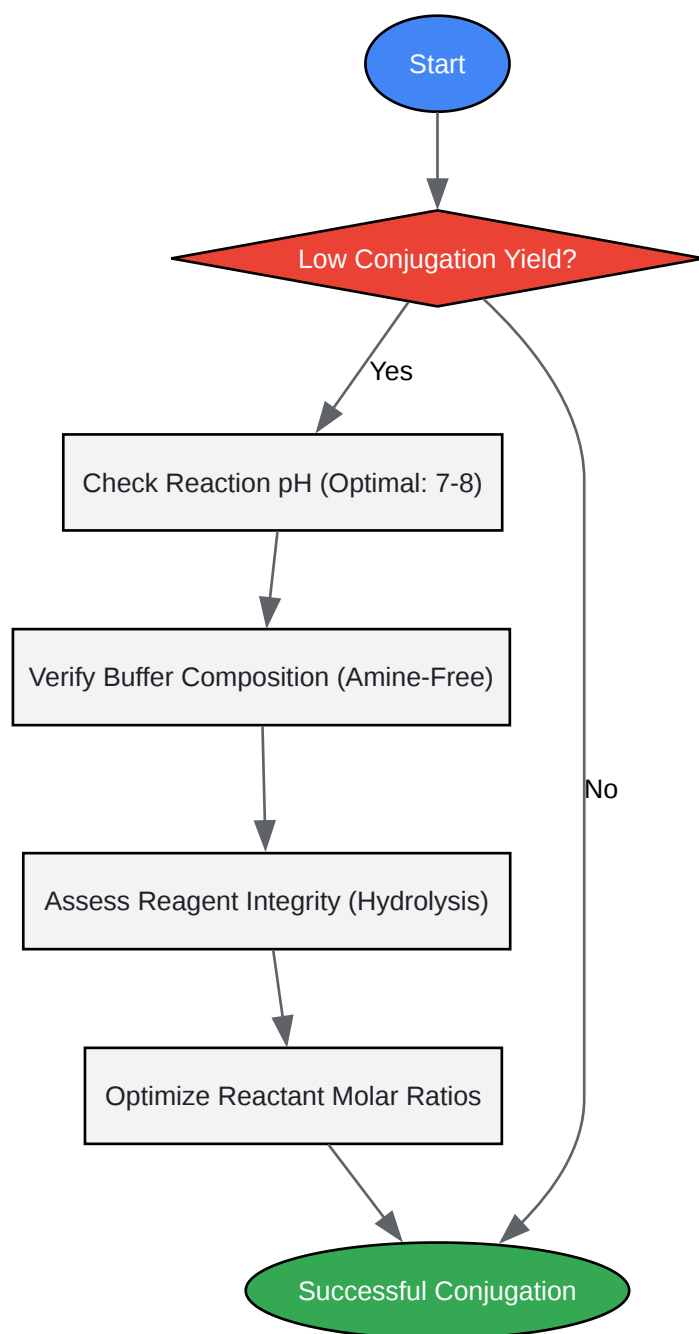 Start
Low Conjugation Yield?
Yes
Check Reaction pH (Optimal: 7-8)
Verify Buffer Composition (Amine-Free)
No
Assess Reagent Integrity (Hydrolysis)
Optimize Reactant Molar Ratios
Successful Conjugation